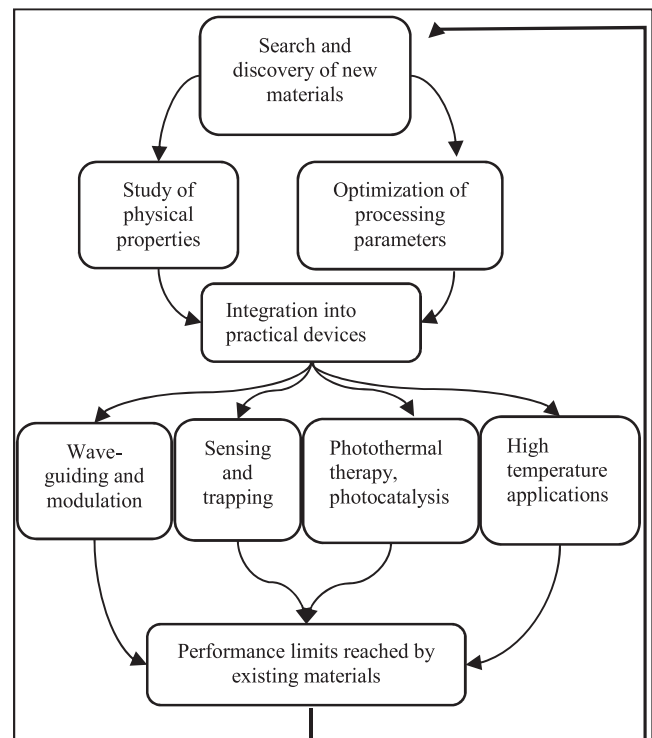 Search and
discovery of new
materials
Study of
physical
properties
Optimization of
processing
parameters
Integration into
practical devices
Wave-
guiding and
modulation
Sensing
and
trapping
Photothermal
therapy,
photocatalysis
High
temperature
applications
Performance limits reached by
existing materials